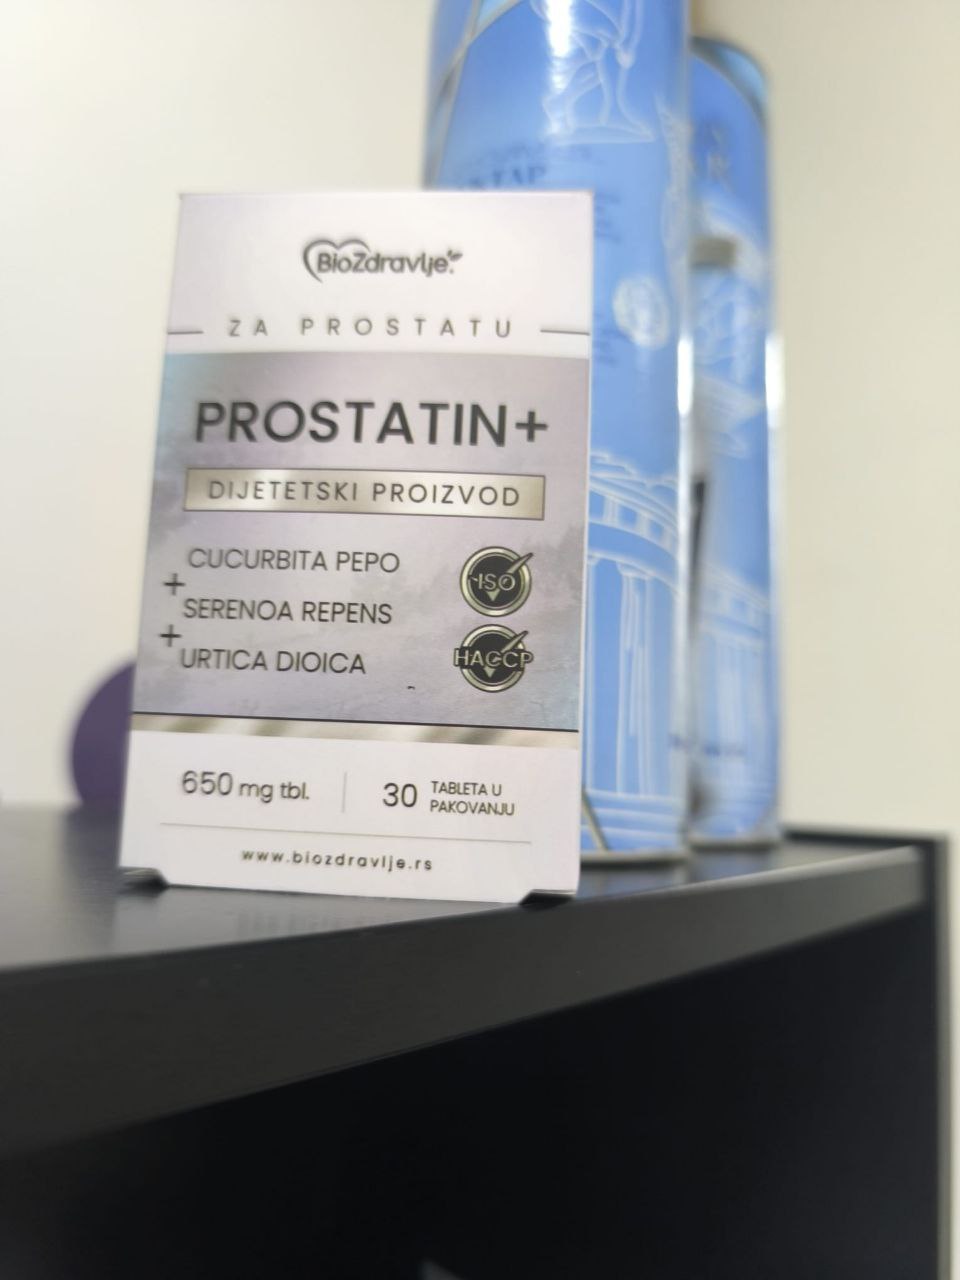 BioZdravlje
ZA PROSTATU
PROSTATIN+
DIJETETSKI PROIZVOD
CUCURBITA PEPO
+
SERENOA REPENS
+
URTICA DIOICA
ISO
HACCP
650 mg tbl.
30 TABLETA U
PAKOVANJU
www.biozdravlje.rs